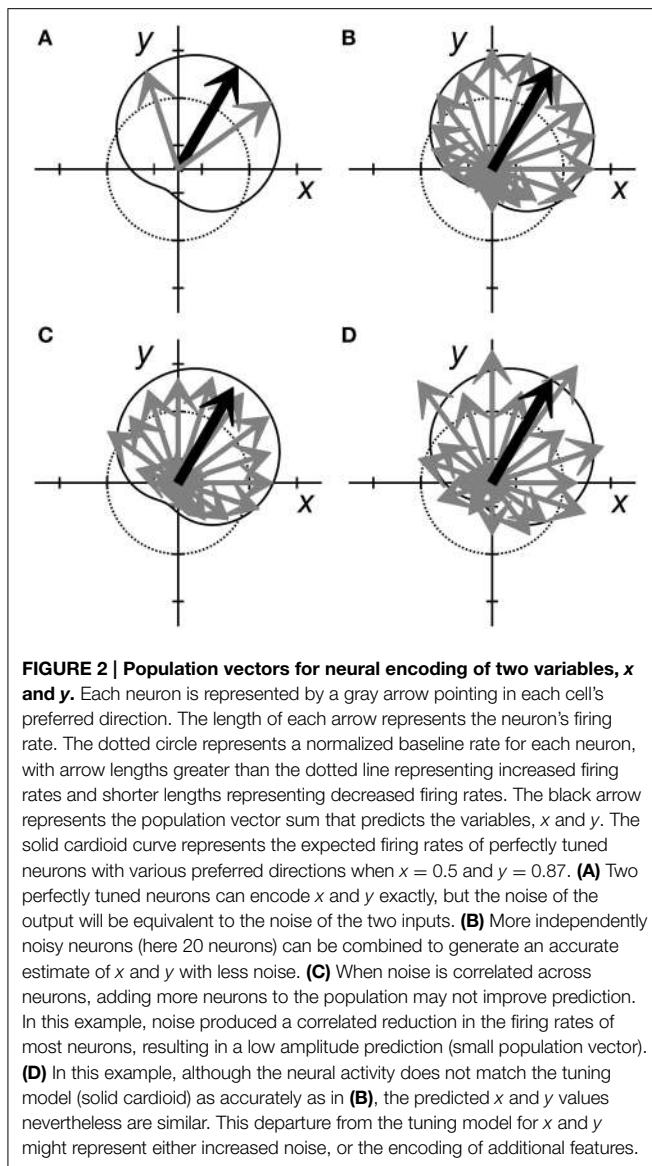 A
y
x
B
y
x
C
y
x
D
y
x
FIGURE 2 | Population vectors for neural encoding of two variables, x
and y. Each neuron is represented by a gray arrow pointing in each cell's
preferred direction. The length of each arrow represents the neuron's firing
rate. The dotted circle represents a normalized baseline rate for each neuron,
with arrow lengths greater than the dotted line representing increased firing
rates and shorter lengths representing decreased firing rates. The black arrow
represents the population vector sum that predicts the variables, x and y. The
solid cardioid curve represents the expected firing rates of perfectly tuned
neurons with various preferred directions when x = 0.5 and y = 0.87. (A) Two
perfectly tuned neurons can encode x and y exactly, but the noise of the
output will be equivalent to the noise of the two inputs. (B) More independently
noisy neurons (here 20 neurons) can be combined to generate an accurate
estimate of x and y with less noise. (C) When noise is correlated across
neurons, adding more neurons to the population may not improve prediction.
In this example, noise produced a correlated reduction in the firing rates of
most neurons, resulting in a low amplitude prediction (small population vector).
(D) In this example, although the neural activity does not match the tuning
model (solid cardioid) as accurately as in (B), the predicted x and y values
nevertheless are similar. This departure from the tuning model for x and y
might represent either increased noise, or the encoding of additional features.